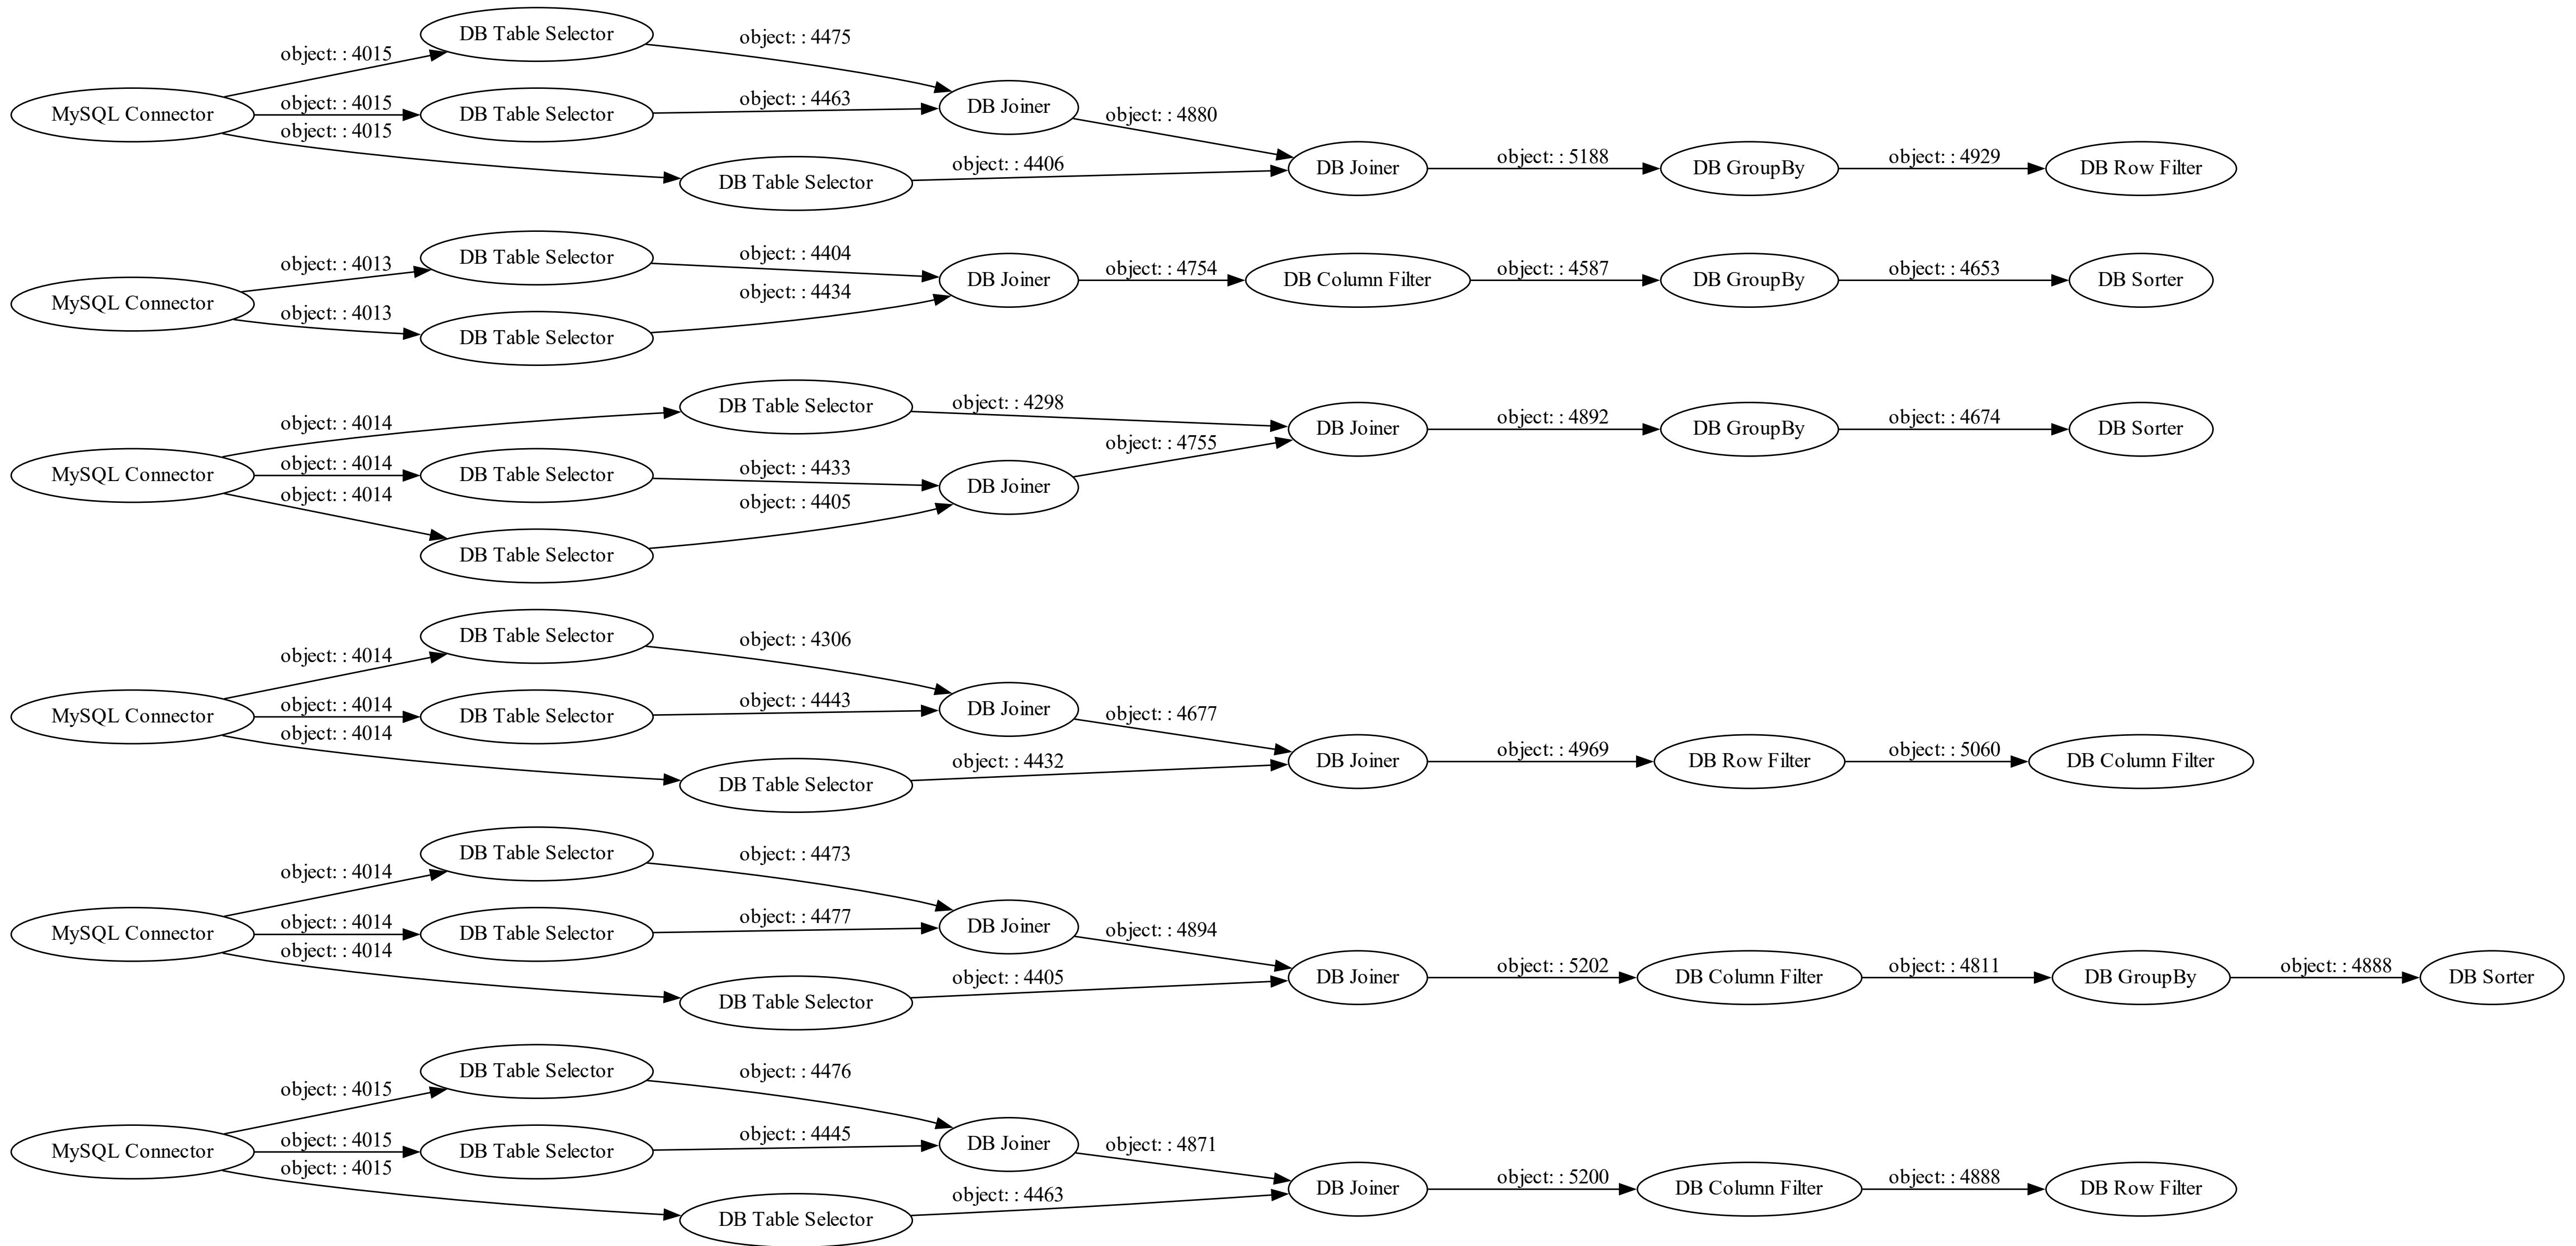 DB Table Selector
object: : 4015
object: : 4475
MySQL Connector
object: : 4015
DB Table Selector
object: : 4463
DB Joiner
object: : 4015
object: : 4880
DB Table Selector
object: : 4406
DB Joiner
object: : 5188
DB GroupBy
object: : 4929
DB Row Filter
MySQL Connector
object: : 4013
DB Table Selector
object: : 4404
DB Joiner
object: : 4754
DB Column Filter
object: : 4587
DB GroupBy
object: : 4653
DB Sorter
object: : 4013
DB Table Selector
object: : 4434
MySQL Connector
object: : 4014
DB Table Selector
object: : 4298
DB Joiner
object: : 4892
DB GroupBy
object: : 4674
DB Sorter
object: : 4014
DB Table Selector
object: : 4433
DB Joiner
object: : 4755
object: : 4014
DB Table Selector
object: : 4405
DB Table Selector
object: : 4014
object: : 4306
MySQL Connector
object: : 4014
DB Table Selector
object: : 4443
DB Joiner
object: : 4677
object: : 4014
DB Table Selector
object: : 4432
DB Joiner
object: : 4969
DB Row Filter
object: : 5060
DB Column Filter
DB Table Selector
object: : 4014
object: : 4473
MySQL Connector
object: : 4014
DB Table Selector
object: : 4477
DB Joiner
object: : 4894
object: : 4014
DB Table Selector
object: : 4405
DB Joiner
object: : 5202
DB Column Filter
object: : 4811
DB GroupBy
object: : 4888
DB Sorter
DB Table Selector
object: : 4015
object: : 4476
MySQL Connector
object: : 4015
DB Table Selector
object: : 4445
DB Joiner
object: : 4871
object: : 4015
DB Table Selector
object: : 4463
DB Joiner
object: : 5200
DB Column Filter
object: : 4888
DB Row Filter